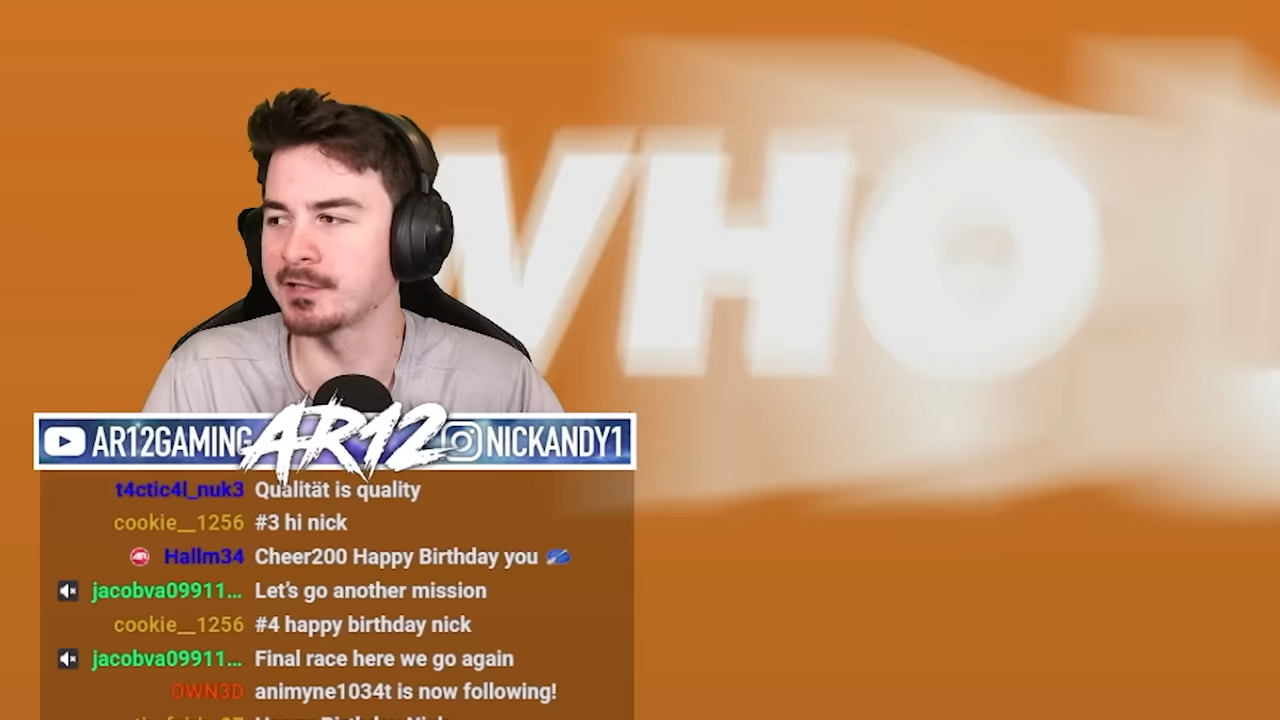 WHO
AR12GAMING AR12 NICKANDY1
t4ctic4l_nuk3 Qualität is quality
cookie__1256 #3 hi nick
Hallm34 Cheer200 Happy Birthday you
jacobva09911... Let's go another mission
cookie__1256 #4 happy birthday nick
jacobva09911... Final race here we go again
OWN3D animyne1034t is now following!